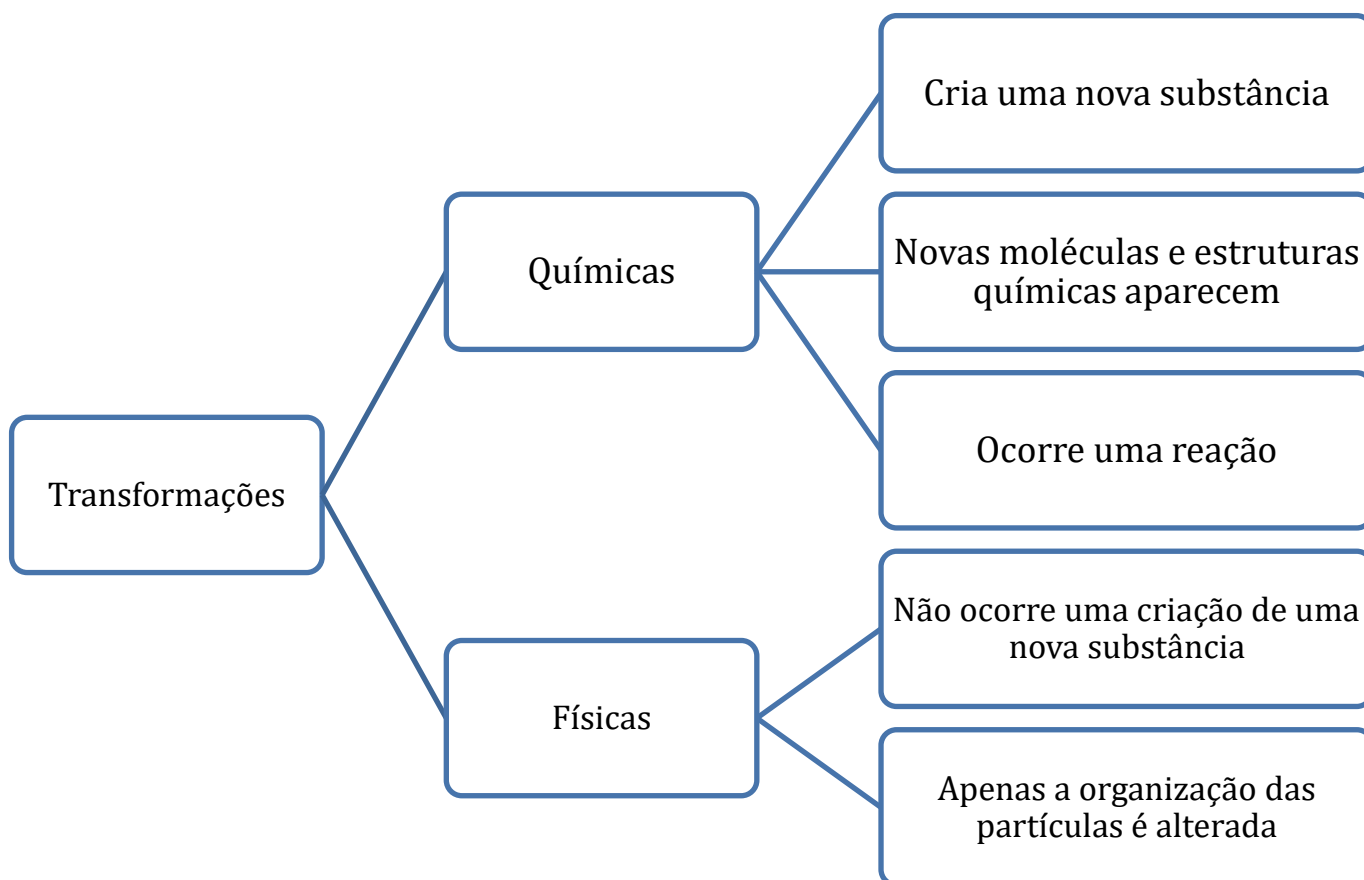 Transformações
Químicas
Cria uma nova substância
Novas moléculas e estruturas
químicas aparecem
Ocorre uma reação
Físicas
Não ocorre uma criação de uma
nova substância
Apenas a organização das
partículas é alterada